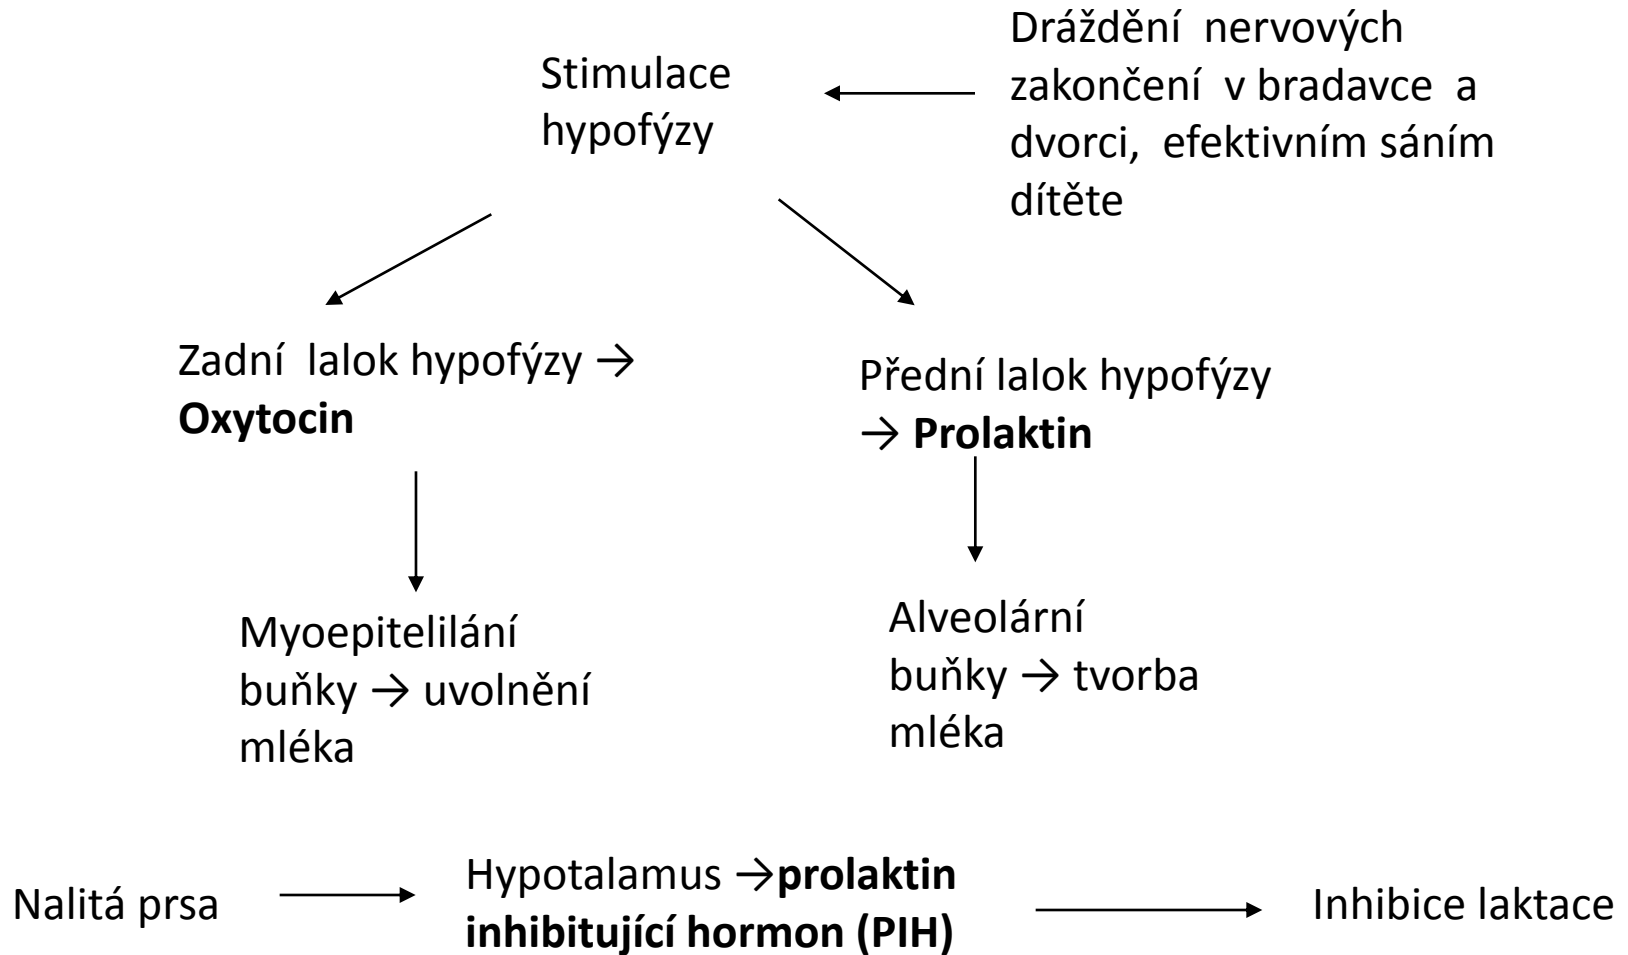 Stimulace
hypofýzy
Dráždění nervových
zakončení v bradavce a
dvorci, efektivním sáním
dítěte
Zadní lalok hypofýzy →
Oxytocin
Přední lalok hypofýzy
→ Prolaktin
Myoepitelilání
buňky → uvolnění
mléka
Alveolární
buňky → tvorba
mléka
Nalitá prsa
Hypotalamus →prolaktin
inhibitující hormon (PIH)
Inhibice laktace